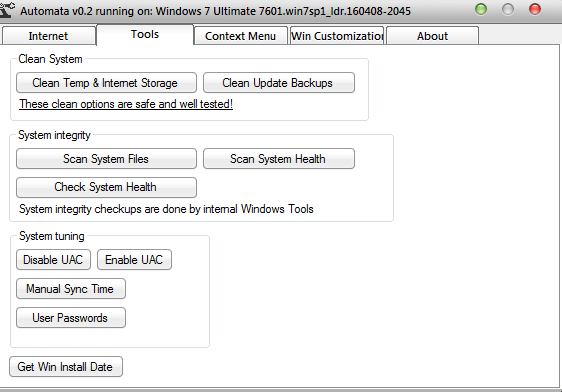 Automata v0.2 running on: Windows 7 Ultimate 7601.win7sp1_ldr.160408-2045
Internet Tools Context Menu Win Customization About
Clean System
Clean Temp & Internet Storage Clean Update Backups
These clean options are safe and well tested!
System integrity
Scan System Files Scan System Health
Check System Health
System integrity checkups are done by internal Windows Tools
System tuning
Disable UAC Enable UAC
Manual Sync Time
User Passwords
Get Win Install Date